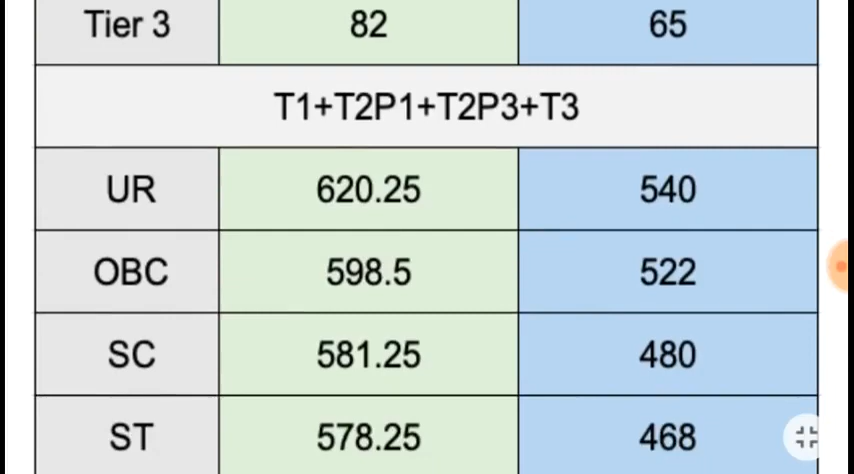 Tier 3 82 65
T1+T2P1+T2P3+T3
UR 620.25 540
OBC 598.5 522
SC 581.25 480
ST 578.25 468